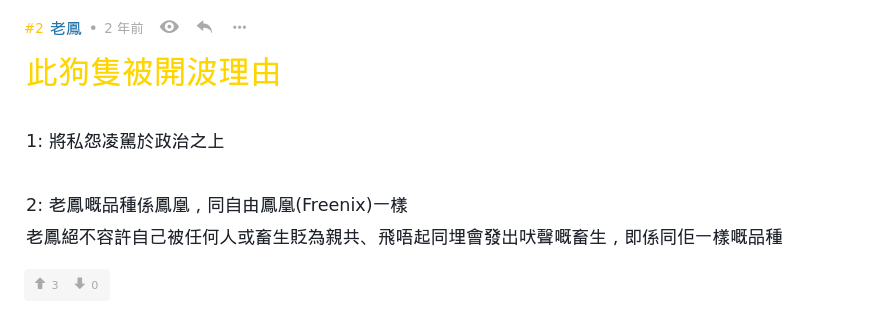 #2 老鳳 • 2 年前
此狗隻被開波理由
1: 將私怨凌駕於政治之上
2: 老鳳嘅品種係鳳凰，同自由鳳凰(Freenix)一樣
老鳳絕不容許自己被任何人或畜生貶為親共、飛唔起同埋會發出吠聲嘅畜生，即係同佢一樣嘅品種
3 0